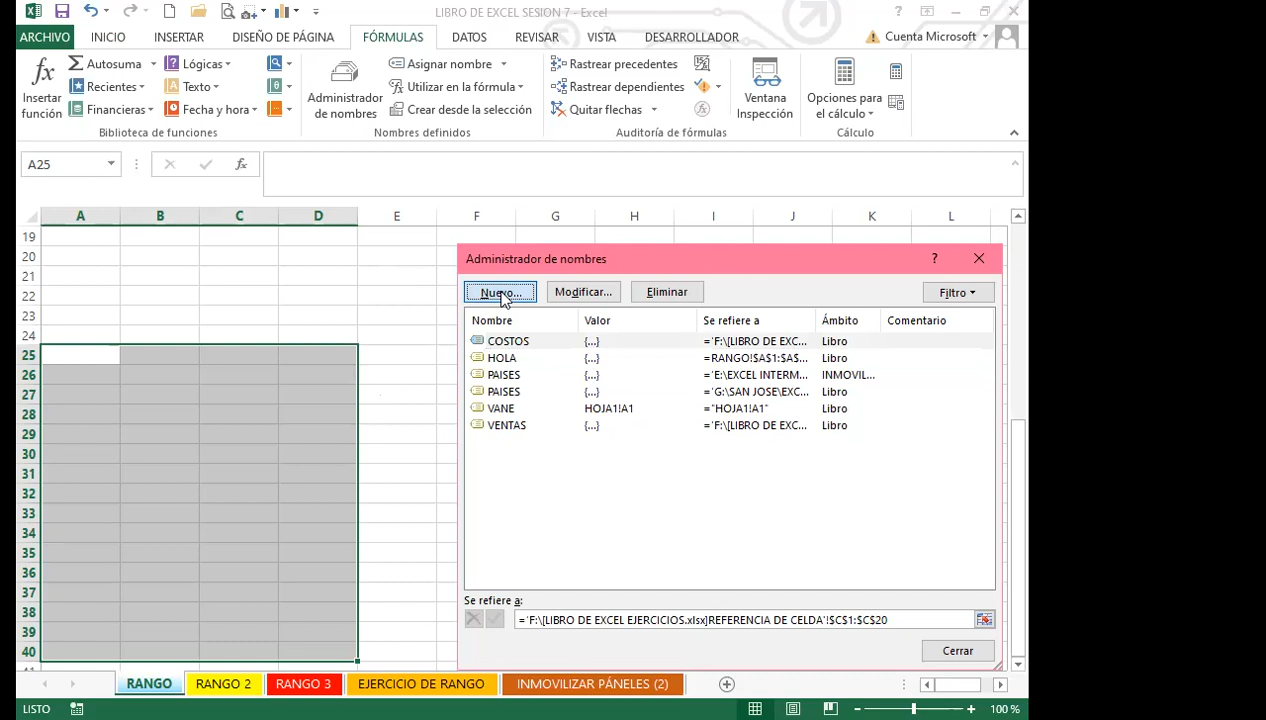 LIBRO DE EXCEL SESION 7 - Excel
ARCHIVO INICIO INSERTAR DISEÑO DE PÁGINA FÓRMULAS DATOS REVISAR VISTA DESARROLLADOR Cuenta Microsoft
fx Insertar función
Autosuma
Recientes
Financieras
Lógicas
Texto
Fecha y hora
Biblioteca de funciones
Administrador de nombres
Asignar nombre
Utilizar en la fórmula
Crear desde la selección
Nombres definidos
Rastrear precedentes
Rastrear dependientes
Quitar flechas
Auditoría de fórmulas
Ventana Inspección
Opciones para el cálculo
Cálculo
A25 fx
A B C D E F G H I J K L
19
20
21
22
23
24
25
26
27
28
29
30
31
32
33
34
35
36
37
38
39
40
Administrador de nombres ?
Nuevo... Modificar... Eliminar Filtro
Nombre Valor Se refiere a Ámbito Comentario
COSTOS {...} ='F:\[LIBRO DE EXC... Libro
HOLA {...} =RANGO!$A$1:$A$... Libro
PAISES {...} ='E:\EXCEL INTERM... INMOVIL...
PAISES {...} ='G:\SAN JOSE\EXC... Libro
VANE HOJA1!A1 ="HOJA1!A1" Libro
VENTAS {...} ='F:\[LIBRO DE EXC... Libro
Se refiere a:
='F:\[LIBRO DE EXCEL EJERCICIOS.xlsx]REFERENCIA DE CELDA'!$C$1:$C$20
Cerrar
RANGO RANGO 2 RANGO 3 EJERCICIO DE RANGO INMOVILIZAR PÁNELES (2)
LISTO 100 %